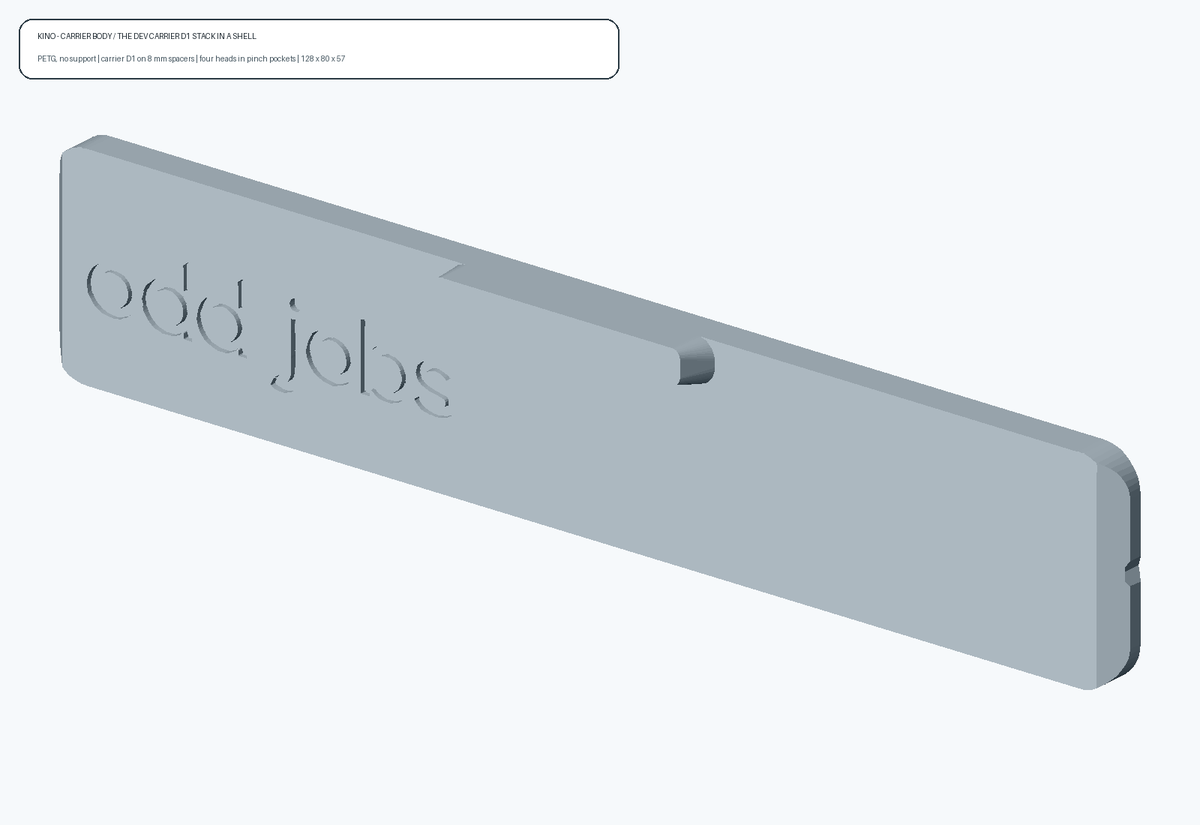 KINO - CARRIER BODY / THE DEV CARRIER D1 STACK IN A SHELL
PETG, no support | carrier D1 on 8 mm spacers | four heads in pinch pockets | 128 x 80 x 57
odd jobs